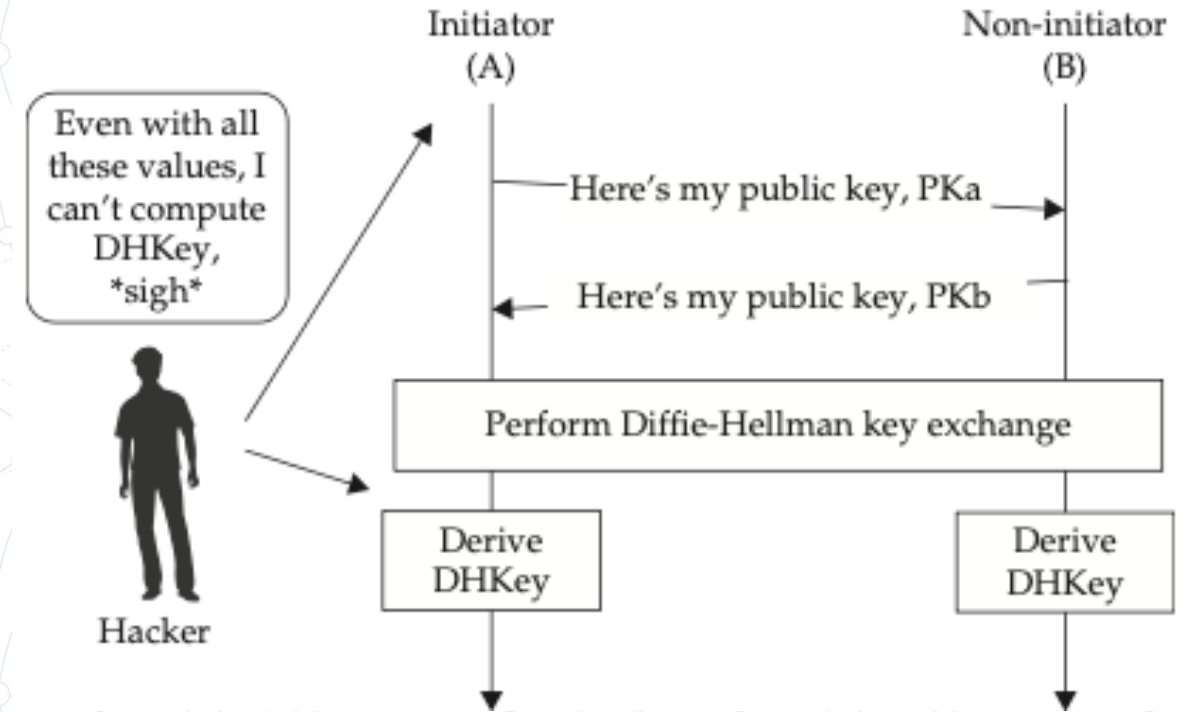 Initiator
(A)
Non-initiator
(B)
Even with all
these values, I
can't compute
DHKey,
*sigh*
Here's my public key, PKa
Here's my public key, PKb
Perform Diffie-Hellman key exchange
Derive
DHKey
Derive
DHKey
Hacker